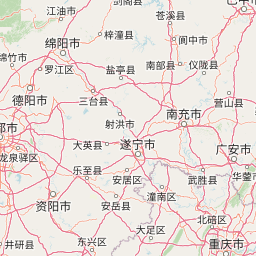 剑阁县
巴中市
江油市
苍溪县
梓潼县
阆中市
绵阳市
绵竹市
罗江区
盐亭县
南部县
仪陇县
德阳市
三台县
营山县
射洪市
南充市
都市
龙泉驿区
大英县
遂宁市
广安市
乐至县
安居区
武胜县
华蓥
潼南区
资阳市
安岳县
北碚区
大足区
井研县
东兴区
重庆市